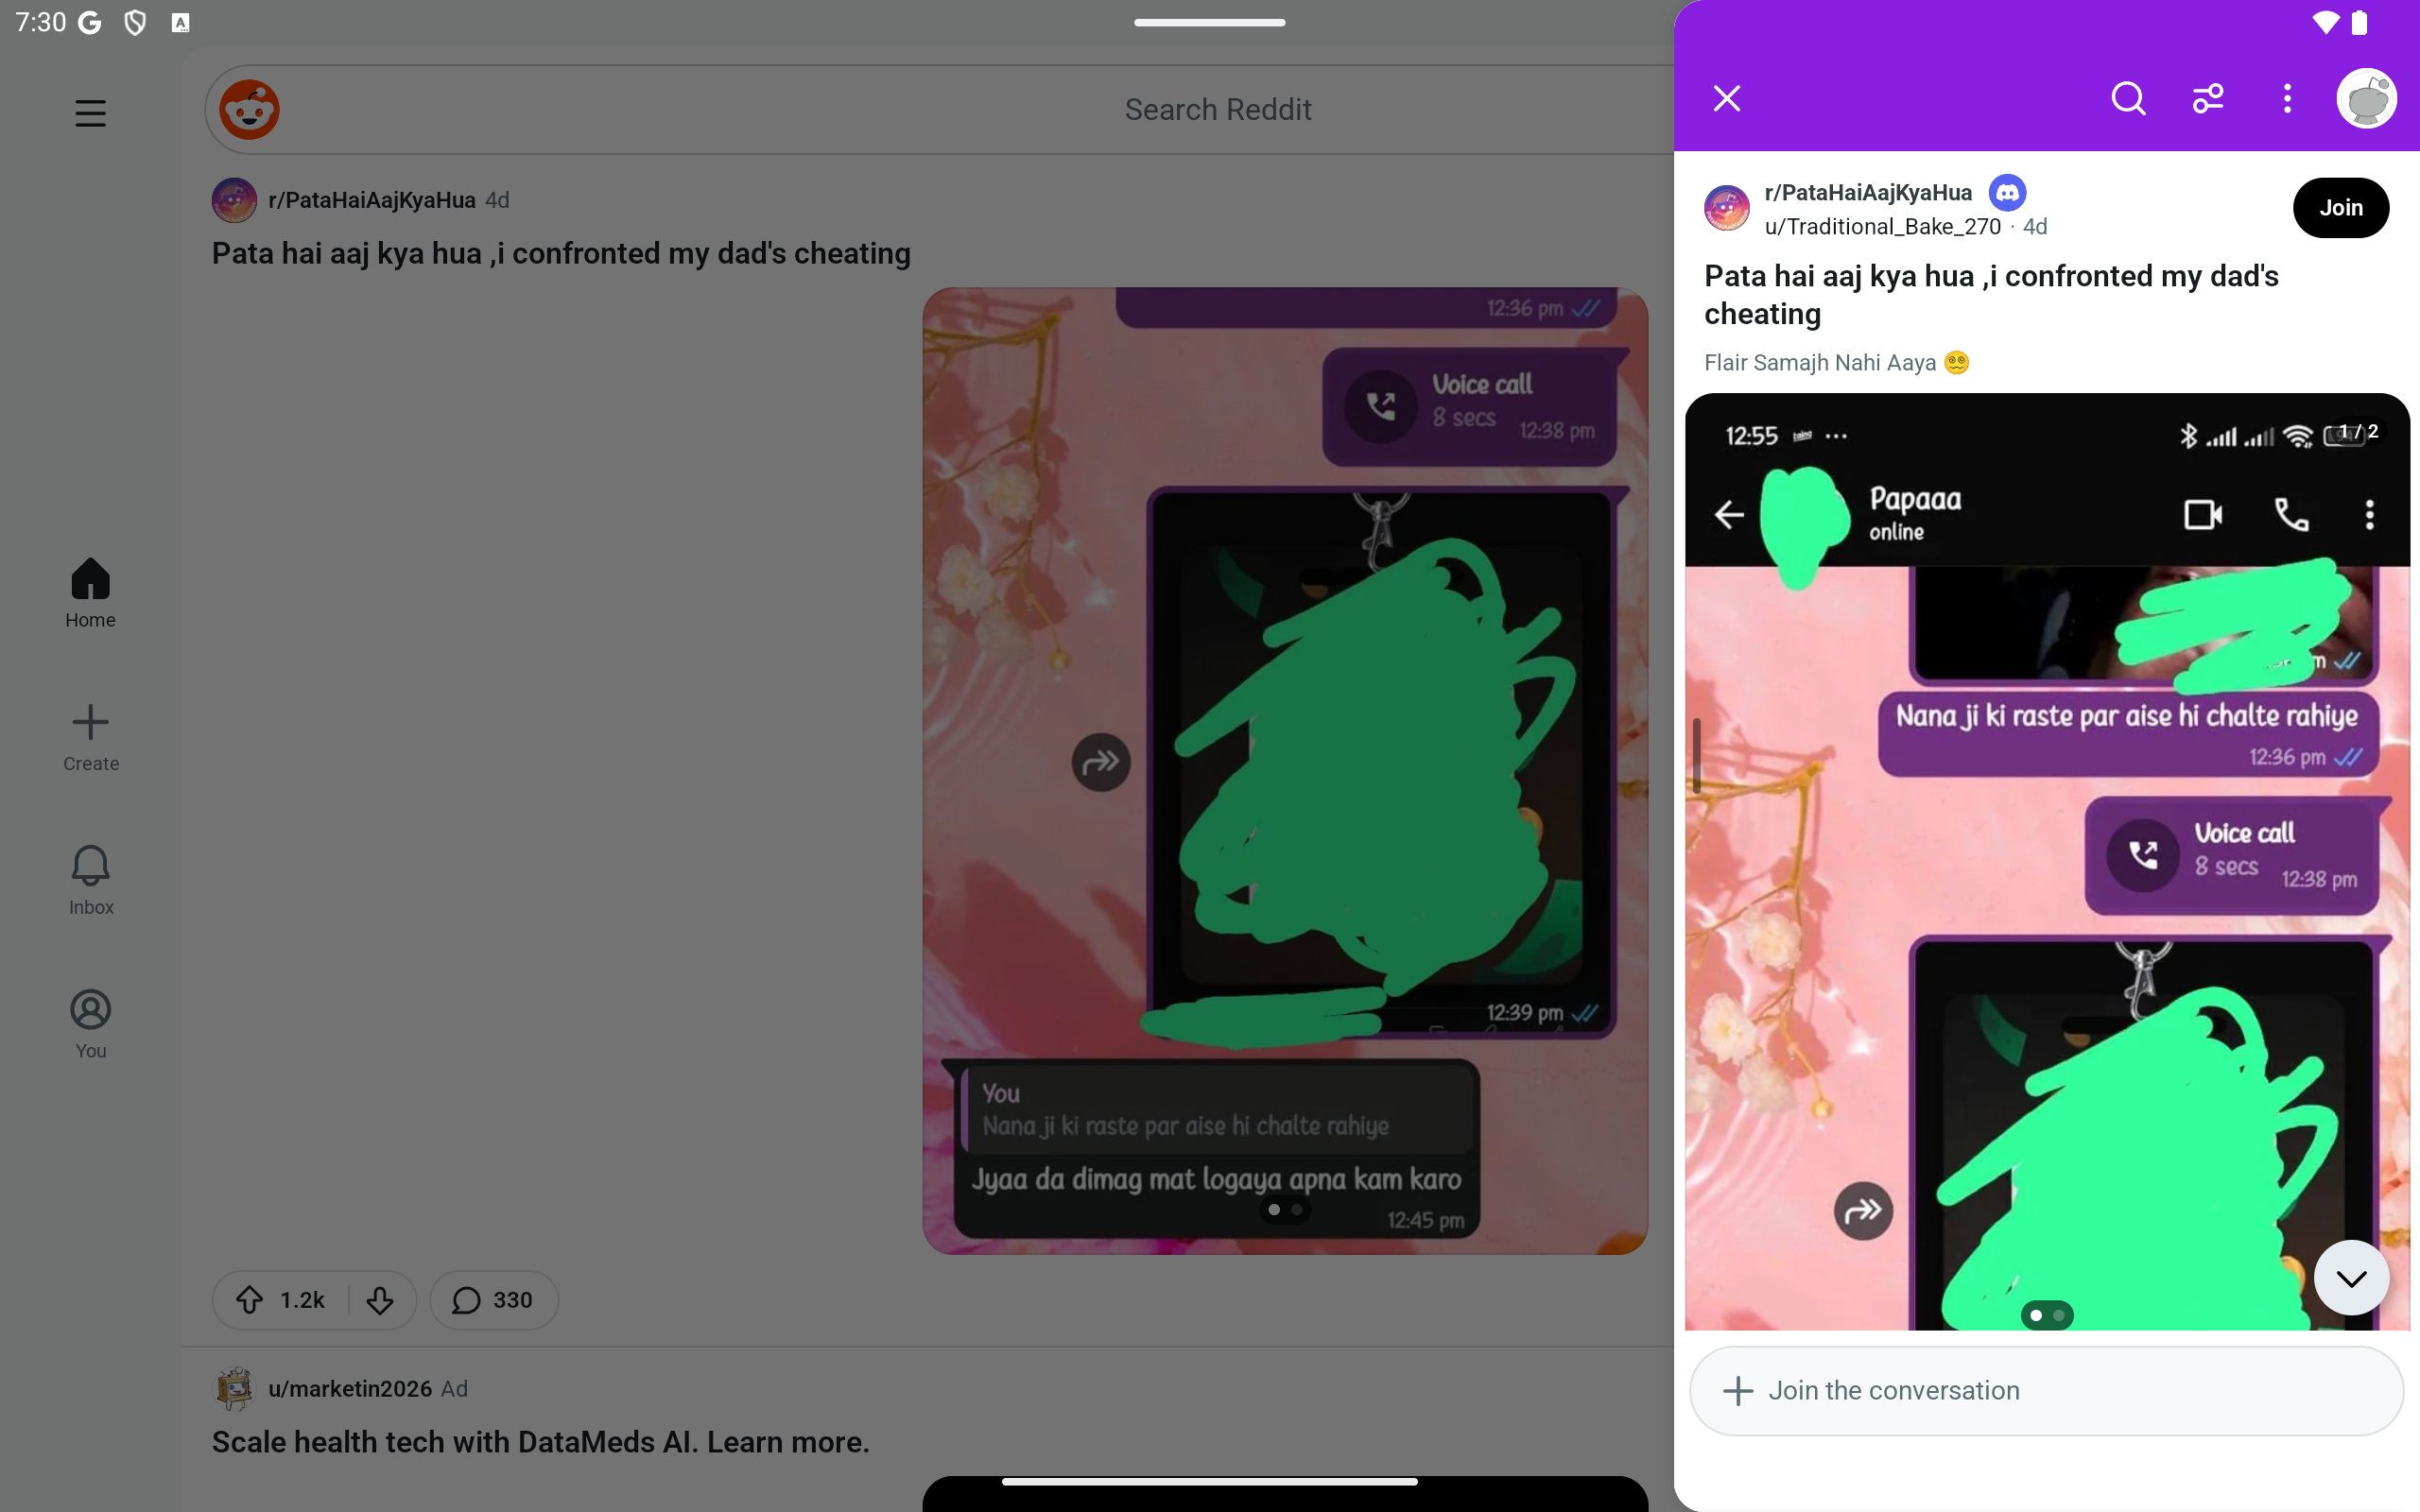 7:30
Search Reddit
r/PataHaiAajKyaHua 4d
Pata hai aaj kya hua ,i confronted my dad's cheating
12:36 pm
Voice call
8 secs
12:38 pm
12:39 pm
You
Nana ji ki raste par aise hi chalte rahiye
Jyaa da dimag mat logaya apna kam karo
12:45 pm
Home
Create
Inbox
You
1.2k
330
u/marketin2026 Ad
Scale health tech with DataMeds AI. Learn more.
r/PataHaiAajKyaHua
u/Traditional_Bake_270 · 4d
Join
Pata hai aaj kya hua ,i confronted my dad's
cheating
Flair Samajh Nahi Aaya
12:55
1 / 2
Papaaa
online
Nana ji ki raste par aise hi chalte rahiye
12:36 pm
Voice call
8 secs
12:38 pm
Join the conversation